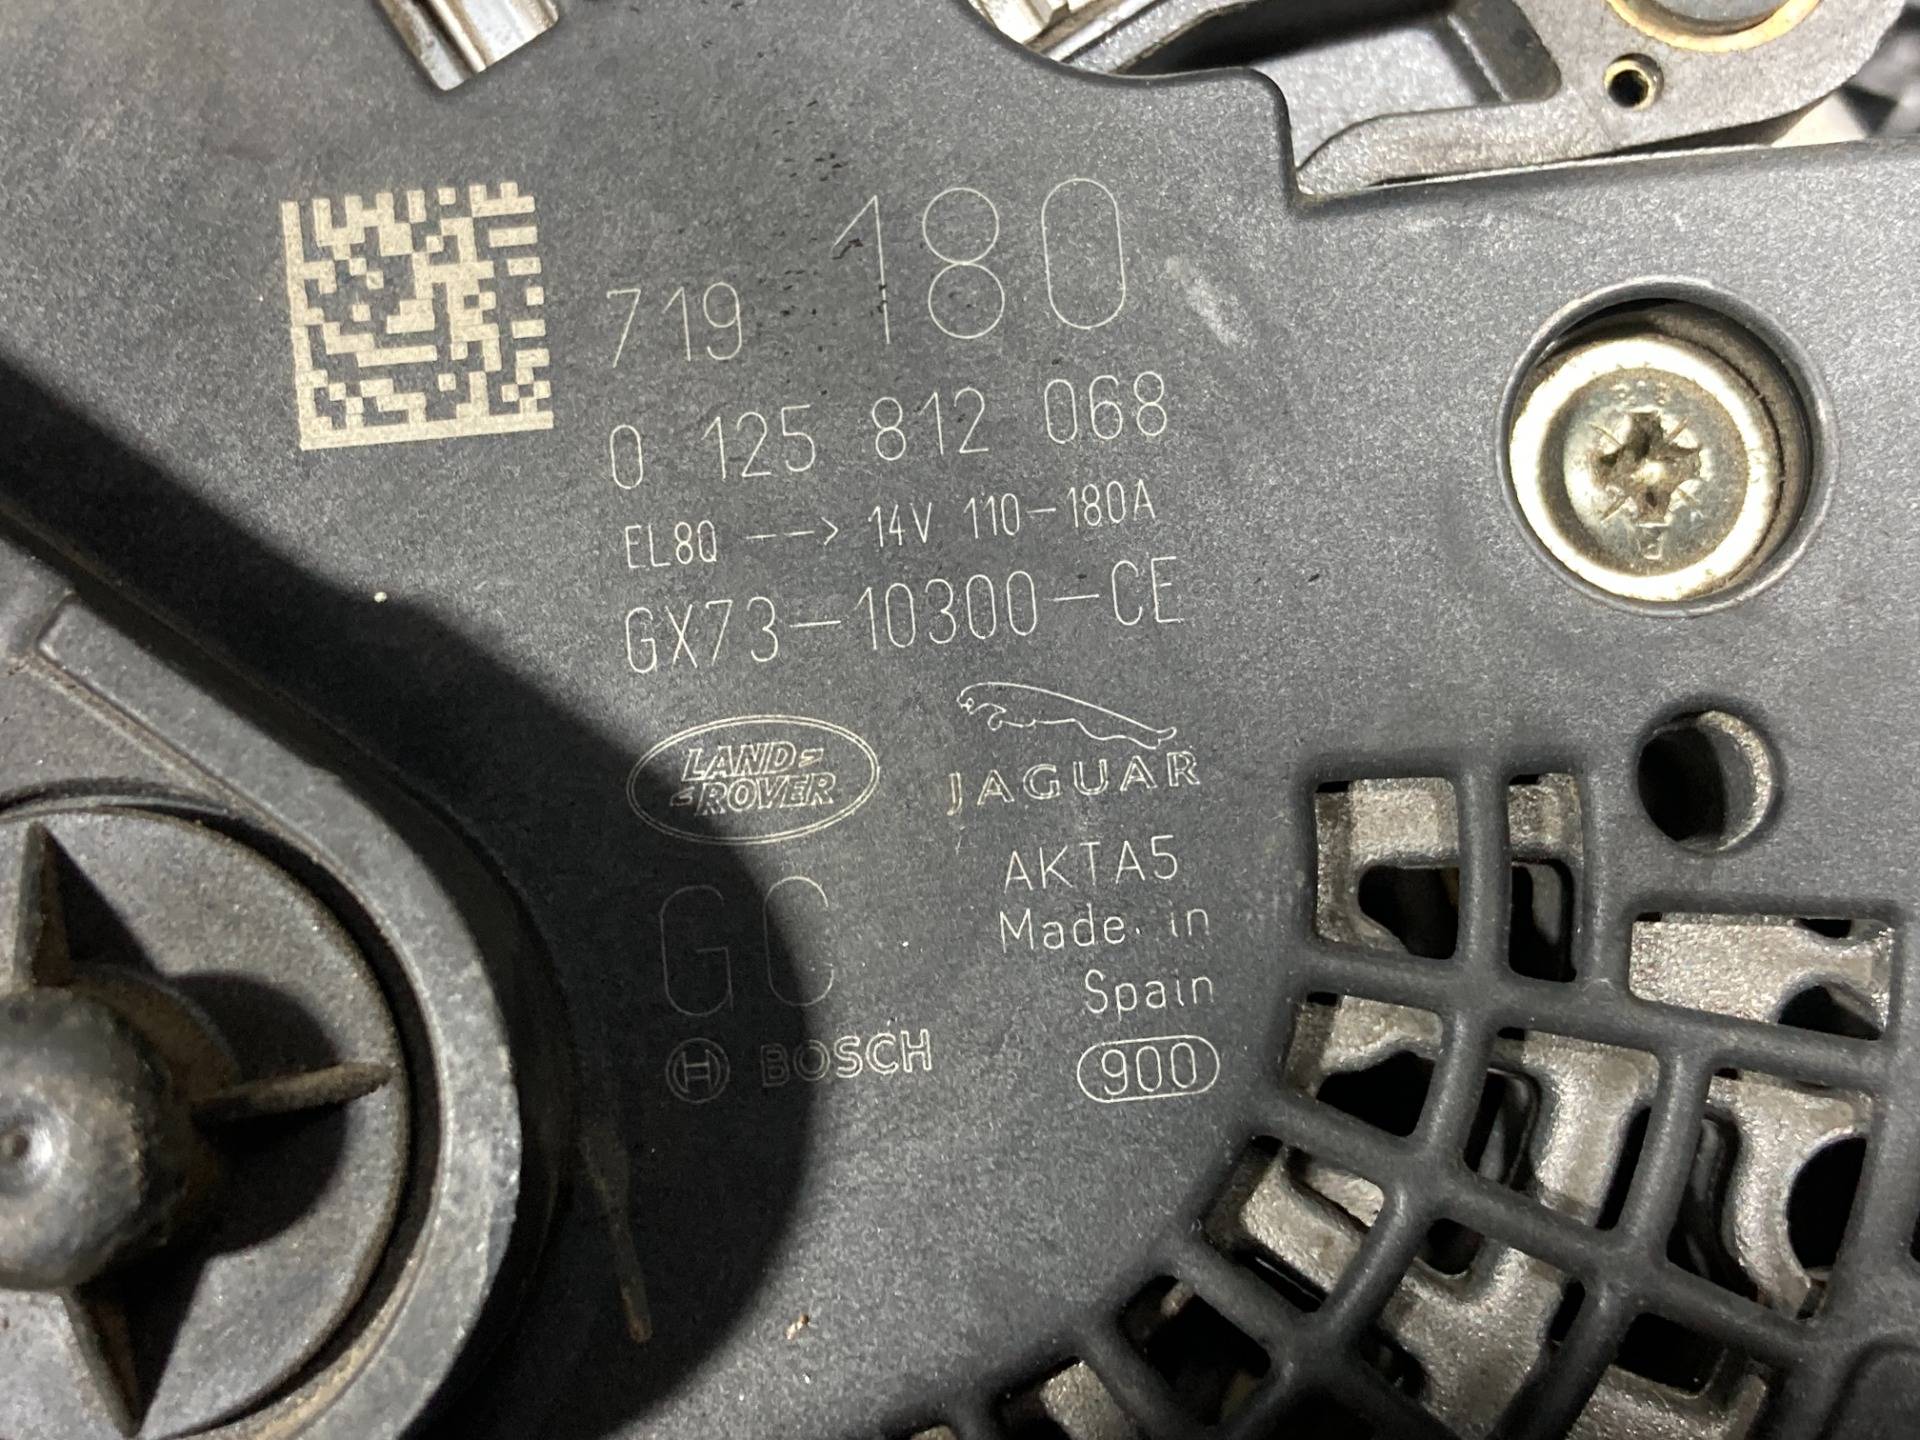 719 180
0 125 812 068
EL8Q --> 14V 110-180A
GX73-10300-CE
LAND ROVER
JAGUAR
AKTA5
GC
Made in
Spain
BOSCH
900